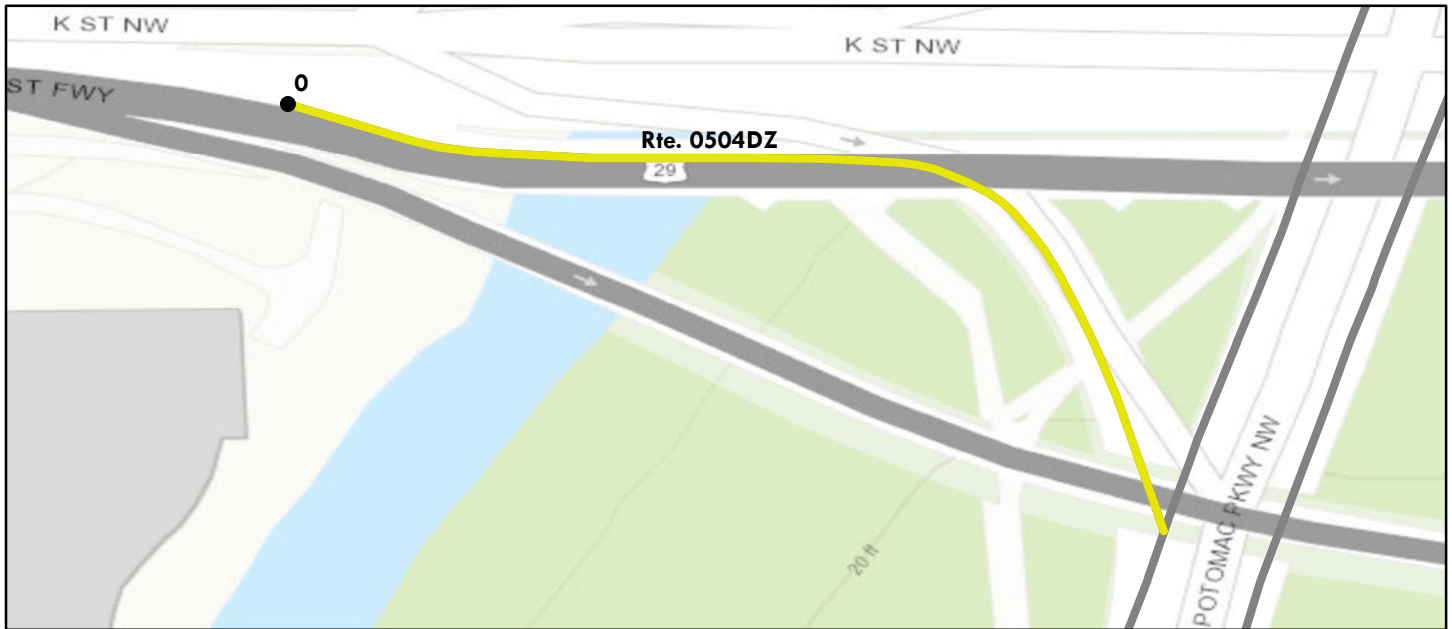 K ST NW
K ST NW
ST FWY
0
Rte. 0504DZ
29
POTOMAC PKWY NW
20 ft